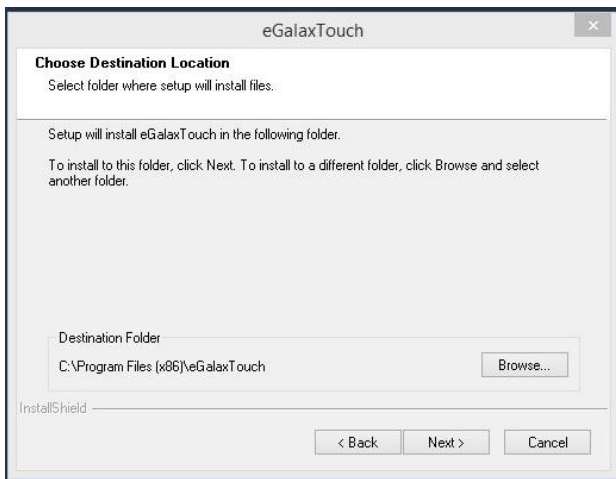 eGalaxTouch
Choose Destination Location
Select folder where setup will install files.
Setup will install eGalaxTouch in the following folder.
To install to this folder, click Next. To install to a different folder, click Browse and select
another folder.
Destination Folder
C:\Program Files (x86)\eGalaxTouch
Browse...
InstallShield
< Back
Next >
Cancel